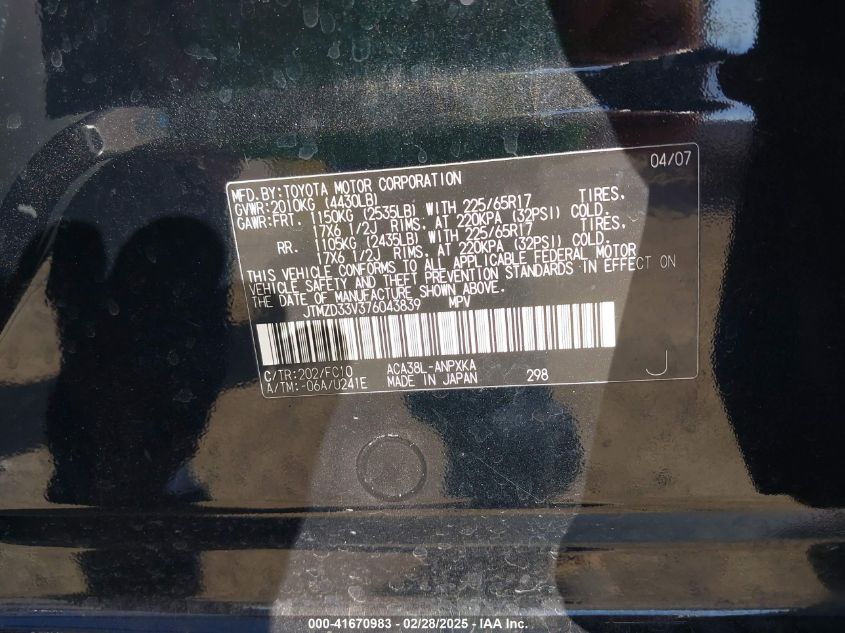 04/07
MFD. BY: TOYOTA MOTOR CORPORATION
GVWR: 2010KG (4430LB)
GAWR: FRT. 1150KG (2535LB) WITH 225/65R17 TIRES,
17X6 1/2J RIMS, AT 220KPA (32PSI) COLD.
RR. 1105KG (2435LB) WITH 225/65R17 TIRES,
17X6 1/2J RIMS, AT 220KPA (32PSI) COLD.
THIS VEHICLE CONFORMS TO ALL APPLICABLE FEDERAL MOTOR
VEHICLE SAFETY AND THEFT PREVENTION STANDARDS IN EFFECT ON
THE DATE OF MANUFACTURE SHOWN ABOVE.
JTMZD33V376043839 MPV
C/TR: 202/FC10 ACA38L-ANPXKA
A/TM: -06A/U241E MADE IN JAPAN 298 J
000-41670983 - 02/28/2025 - IAA Inc.